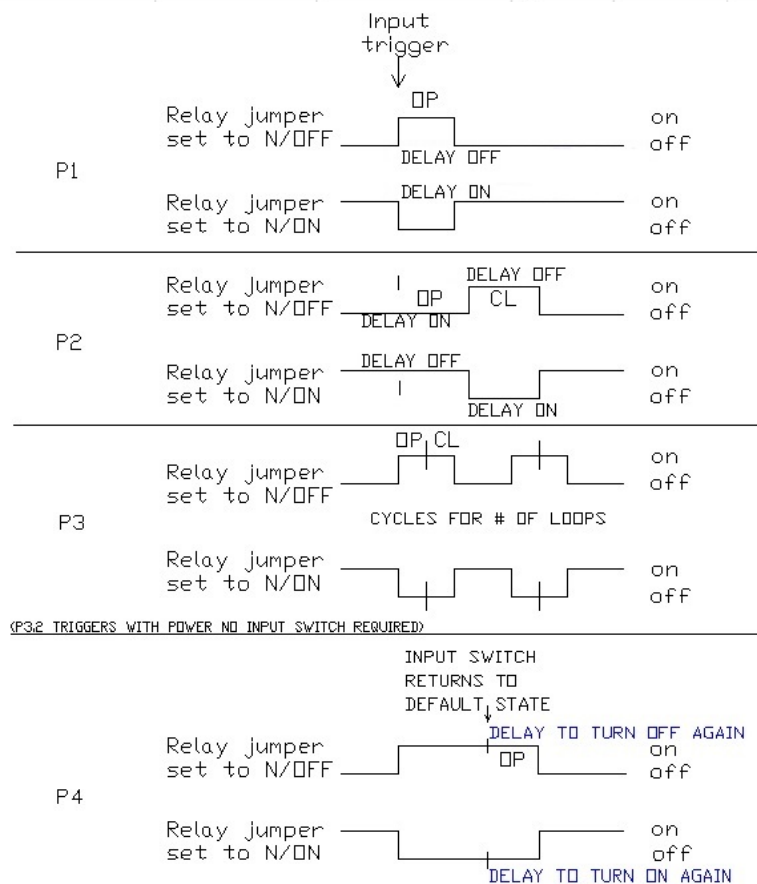 Input
trigger
OP
Relay jumper
set to N/OFF
on
off
DELAY OFF
P1
DELAY ON
Relay jumper
set to N/ON
on
off
DELAY OFF
Relay jumper
set to N/OFF
OP
CL
on
off
DELAY ON
P2
DELAY OFF
Relay jumper
set to N/ON
on
off
DELAY ON
OP CL
Relay jumper
set to N/OFF
on
off
P3
CYCLES FOR # OF LOOPS
Relay jumper
set to N/ON
on
off
(P3.2 TRIGGERS WITH POWER NO INPUT SWITCH REQUIRED)
INPUT SWITCH
RETURNS TO
DEFAULT STATE
DELAY TO TURN OFF AGAIN
Relay jumper
set to N/OFF
OP
on
off
P4
Relay jumper
set to N/ON
on
off
DELAY TO TURN ON AGAIN